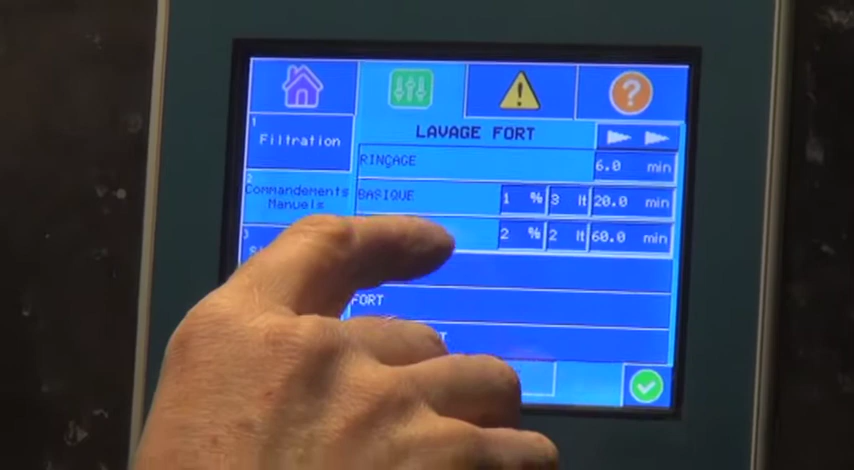 LAVAGE FORT
1
Filtration
RINÇAGE
6.0 min
2
Commandements
Manuels
BASIQUE
1 %
3 lt
20.0 min
2 %
2 lt
60.0 min
3
FORT